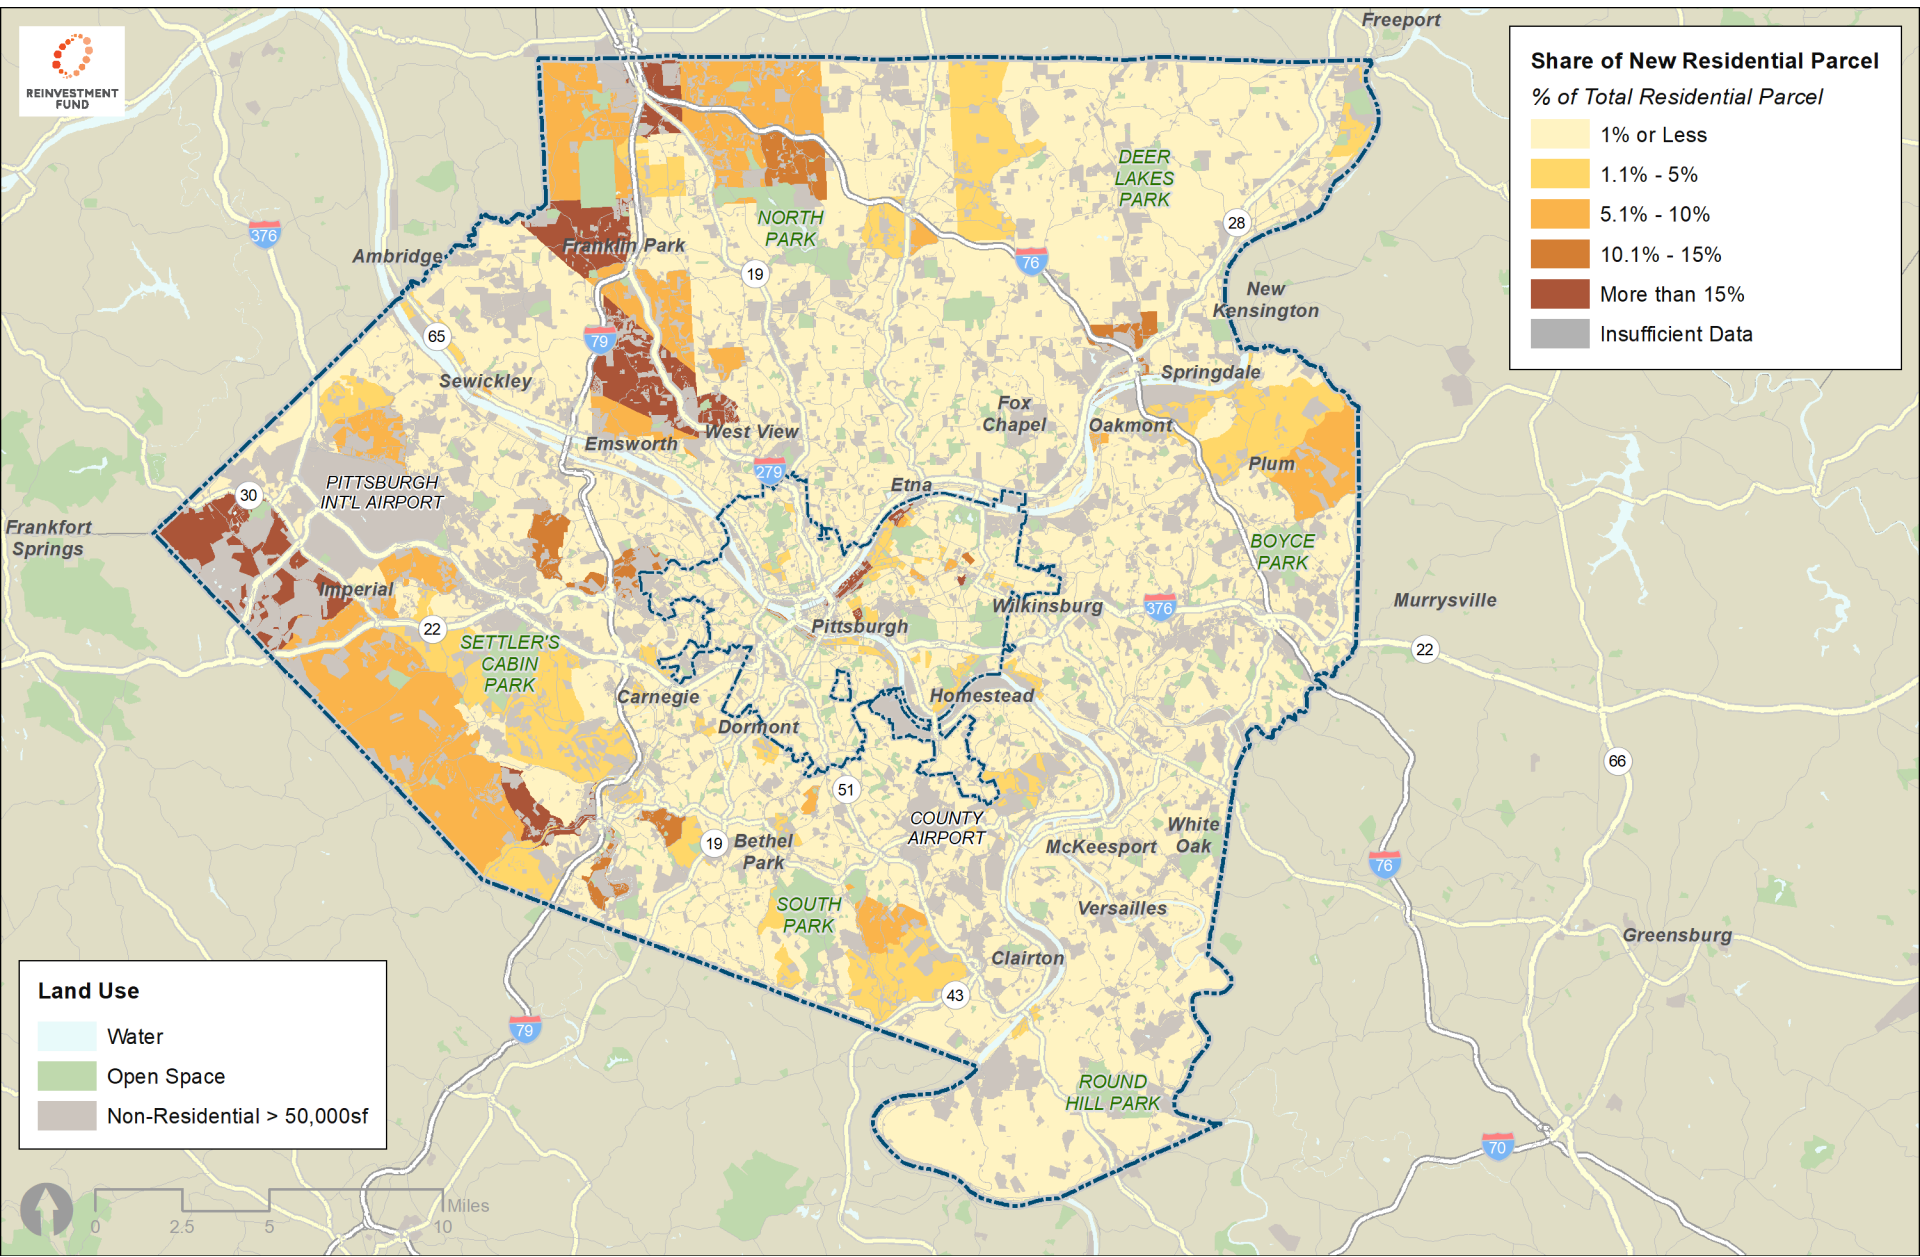 Freeport
REINVESTMENT
FUND
Share of New Residential Parcel
% of Total Residential Parcel
1% or Less
1.1% - 5%
5.1% - 10%
10.1% - 15%
More than 15%
Insufficient Data
DEER
LAKES
PARK
NORTH
PARK
28
376
Franklin Park
Ambridge
19
76
New
Kensington
65
79
Sewickley
Springdale
Fox
Chapel
Oakmont
West View
Emsworth
279
Plum
PITTSBURGH
INT'L AIRPORT
30
Etna
Frankfort
Springs
BOYCE
PARK
Imperial
Wilkinsburg
376
Murrysville
22
Pittsburgh
SETTLER'S
CABIN
PARK
22
Carnegie
Homestead
Dormont
66
51
COUNTY
AIRPORT
White
Oak
19
Bethel
Park
McKeesport
76
SOUTH
PARK
Versailles
Greensburg
Clairton
43
Land Use
Water
Open Space
Non-Residential > 50,000sf
79
ROUND
HILL PARK
70
Miles
0
2.5
5
10